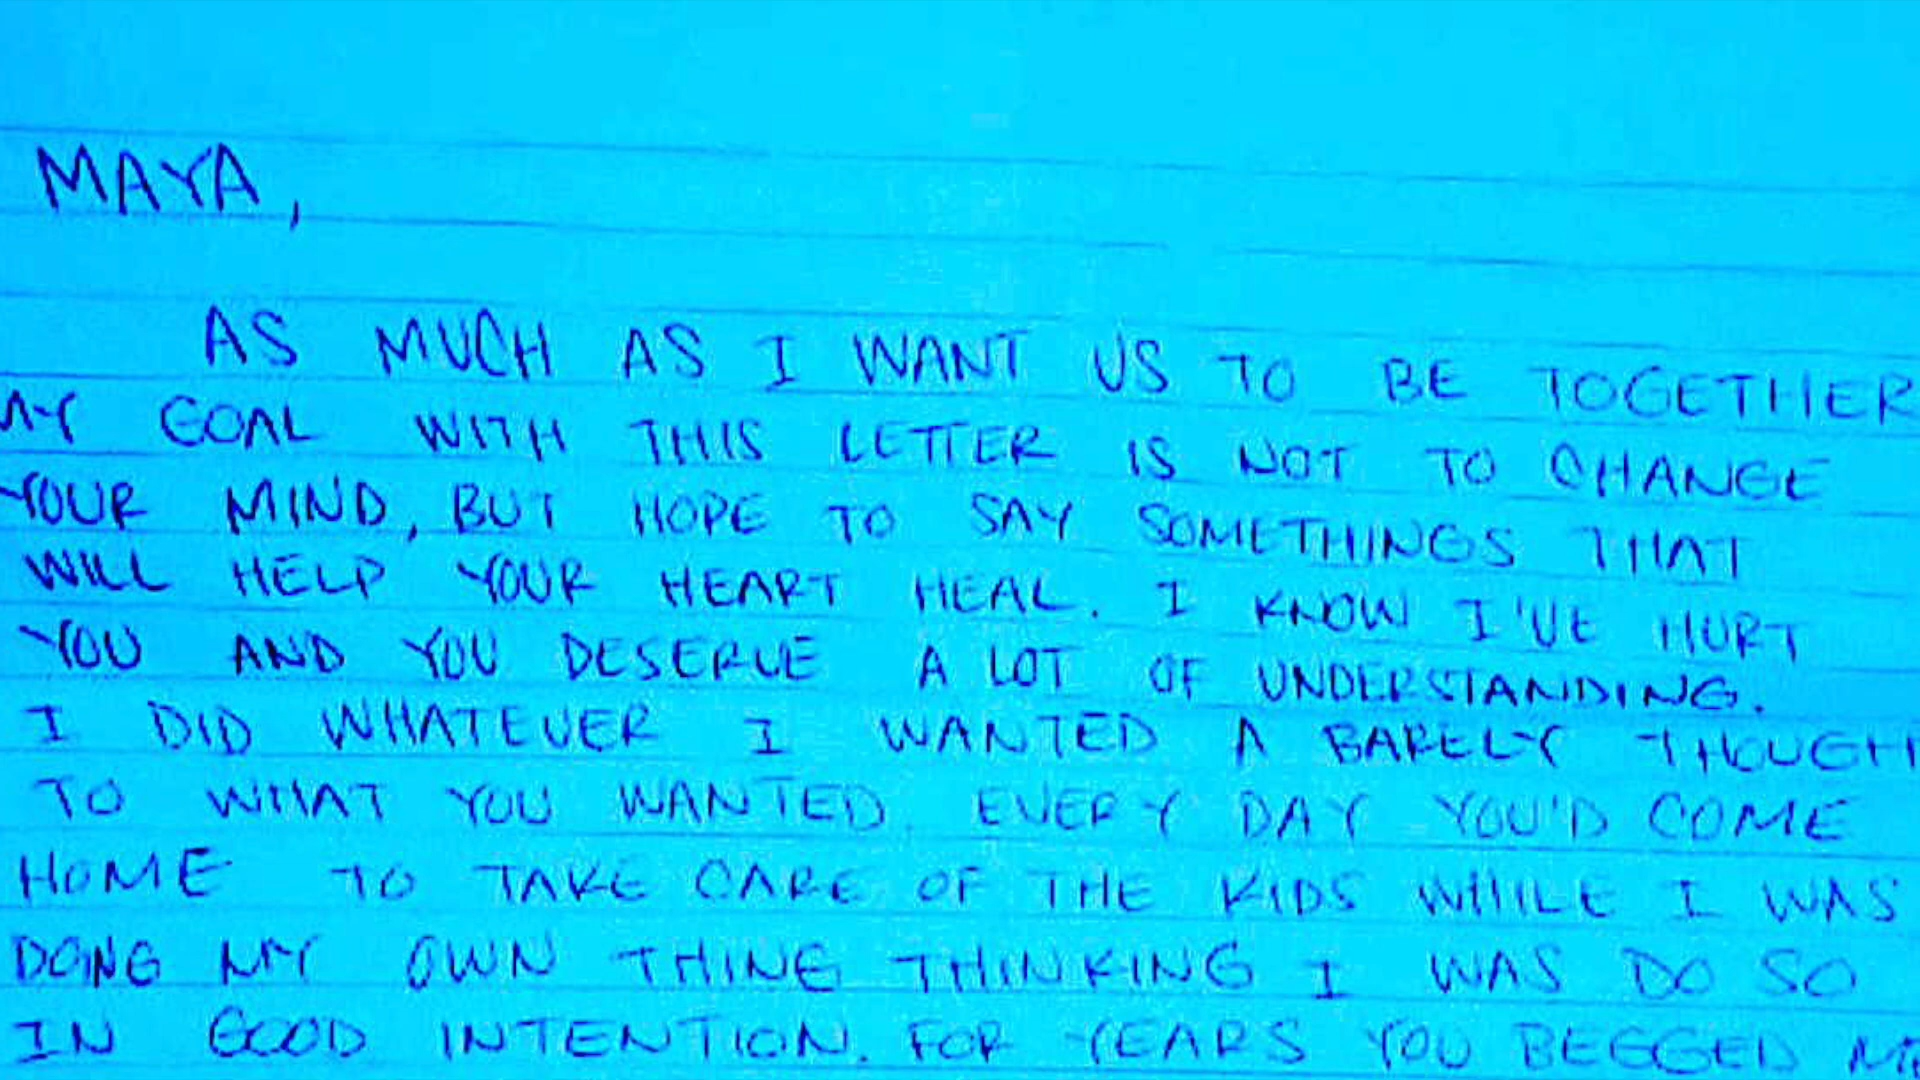 MAYA,
AS MUCH AS I WANT US TO BE TOGETHER
MY GOAL WITH THIS LETTER IS NOT TO CHANGE
YOUR MIND, BUT HOPE TO SAY SOMETHINGS THAT
WILL HELP YOUR HEART HEAL. I KNOW I'VE HURT
YOU AND YOU DESERVE A LOT OF UNDERSTANDING.
I DID WHATEVER I WANTED A BARELY THOUGH
TO WHAT YOU WANTED. EVERY DAY YOU'D COME
HOME TO TAKE CARE OF THE KIDS WHILE I WAS
DOING MY OWN THING THINKING I WAS DO SO
IN GOOD INTENTION. FOR YEARS YOU BEGGED ME